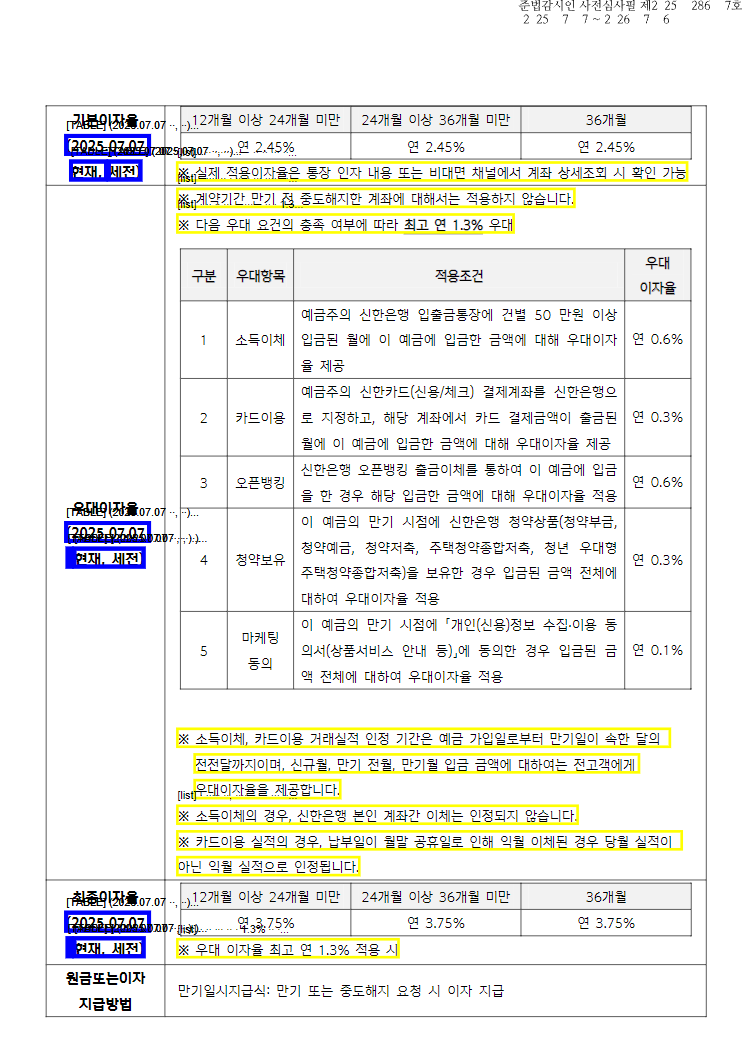 준법감시인 사전심사필 제2 25 286 7호
2 25 7 7 ~ 2 26 7 6
기본이자율
(2025.07.07
현재, 세전)
12개월 이상 24개월 미만 24개월 이상 36개월 미만 36개월
연 2.45% 연 2.45% 연 2.45%
※ 실제 적용이자율은 통장 인자 내용 또는 비대면 채널에서 계좌 상세조회 시 확인 가능
우대이자율
(2025.07.07
현재, 세전)
※ 계약기간 만기 전 중도해지한 계좌에 대해서는 적용하지 않습니다.
※ 다음 우대 요건의 충족 여부에 따라 최고 연 1.3% 우대
구분 우대항목 적용조건 우대
이자율
1 소득이체 예금주의 신한은행 입출금통장에 건별 50 만원 이상
입금된 월에 이 예금에 입금한 금액에 대해 우대이자
율 제공
연 0.6%
2 카드이용 예금주의 신한카드(신용/체크) 결제계좌를 신한은행으
로 지정하고, 해당 계좌에서 카드 결제금액이 출금된
월에 이 예금에 입금한 금액에 대해 우대이자율 제공
연 0.3%
3 오픈뱅킹 신한은행 오픈뱅킹 출금이체를 통하여 이 예금에 입금
을 한 경우 해당 입금한 금액에 대해 우대이자율 적용
연 0.6%
4 청약보유 이 예금의 만기 시점에 신한은행 청약상품(청약부금,
청약예금, 청약저축, 주택청약종합저축, 청년 우대형
주택청약종합저축)을 보유한 경우 입금된 금액 전체에
대하여 우대이자율 적용
연 0.3%
5 마케팅
동의
이 예금의 만기 시점에 「개인(신용)정보 수집·이용 동
의서(상품서비스 안내 등)」에 동의한 경우 입금된 금
액 전체에 대하여 우대이자율 적용
연 0.1%
※ 소득이체, 카드이용 거래실적 인정 기간은 예금 가입일로부터 만기일이 속한 달의
전전달까지이며, 신규월, 만기 전월, 만기월 입금 금액에 대하여는 전고객에게
우대이자율을 제공합니다.
[list]
※ 소득이체의 경우, 신한은행 본인 계좌간 이체는 인정되지 않습니다.
※ 카드이용 실적의 경우, 납부일이 월말 공휴일로 인해 익월 이체된 경우 당월 실적이
아닌 익월 실적으로 인정됩니다.
최종이자율
(2025.07.07
현재, 세전)
12개월 이상 24개월 미만 24개월 이상 36개월 미만 36개월
연 3.75% 연 3.75% 연 3.75%
※ 우대 이자율 최고 연 1.3% 적용 시
원금또는이자
지급방법
만기일시지급식: 만기 또는 중도해지 요청 시 이자 지급